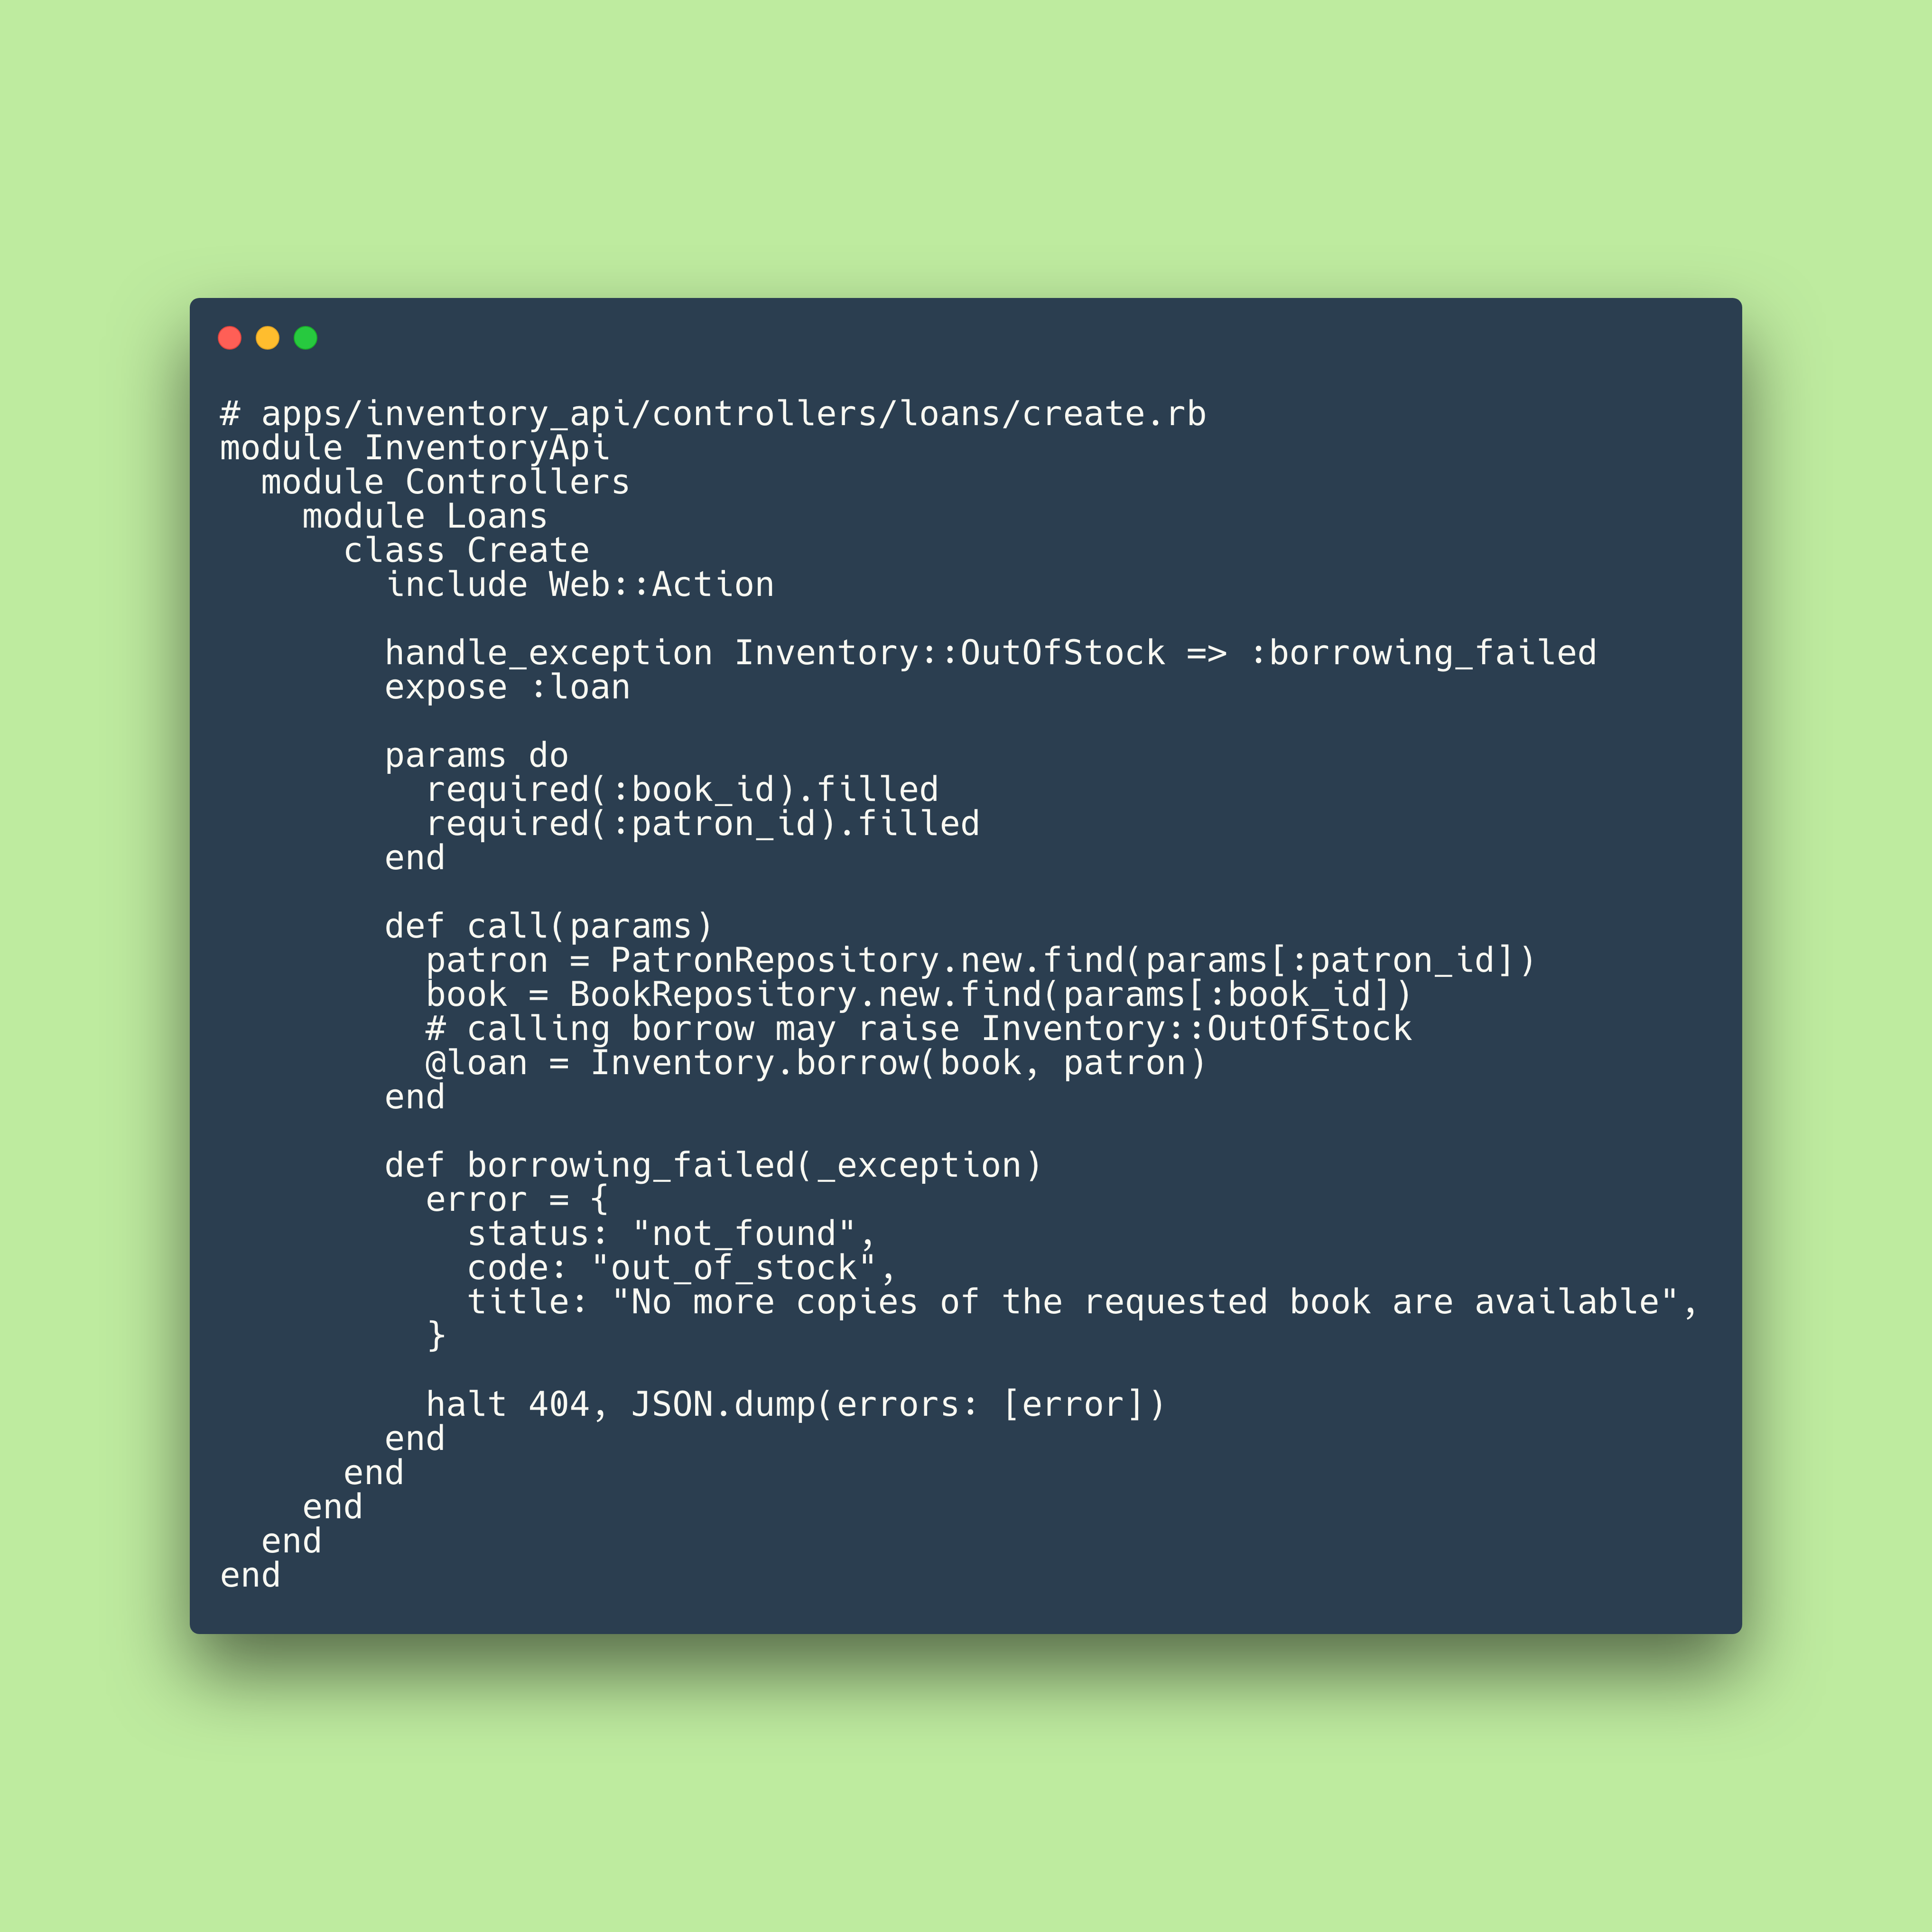 # apps/inventory_api/controllers/loans/create.rb
module InventoryApi
  module Controllers
    module Loans
      class Create
        include Web::Action

        handle_exception Inventory::OutOfStock => :borrowing_failed
        expose :loan

        params do
          required(:book_id).filled
          required(:patron_id).filled
        end

        def call(params)
          patron = PatronRepository.new.find(params[:patron_id])
          book = BookRepository.new.find(params[:book_id])
          # calling borrow may raise Inventory::OutOfStock
          @loan = Inventory.borrow(book, patron)
        end

        def borrowing_failed(_exception)
          error = {
            status: "not_found",
            code: "out_of_stock",
            title: "No more copies of the requested book are available",
          }

          halt 404, JSON.dump(errors: [error])
        end
      end
    end
  end
end